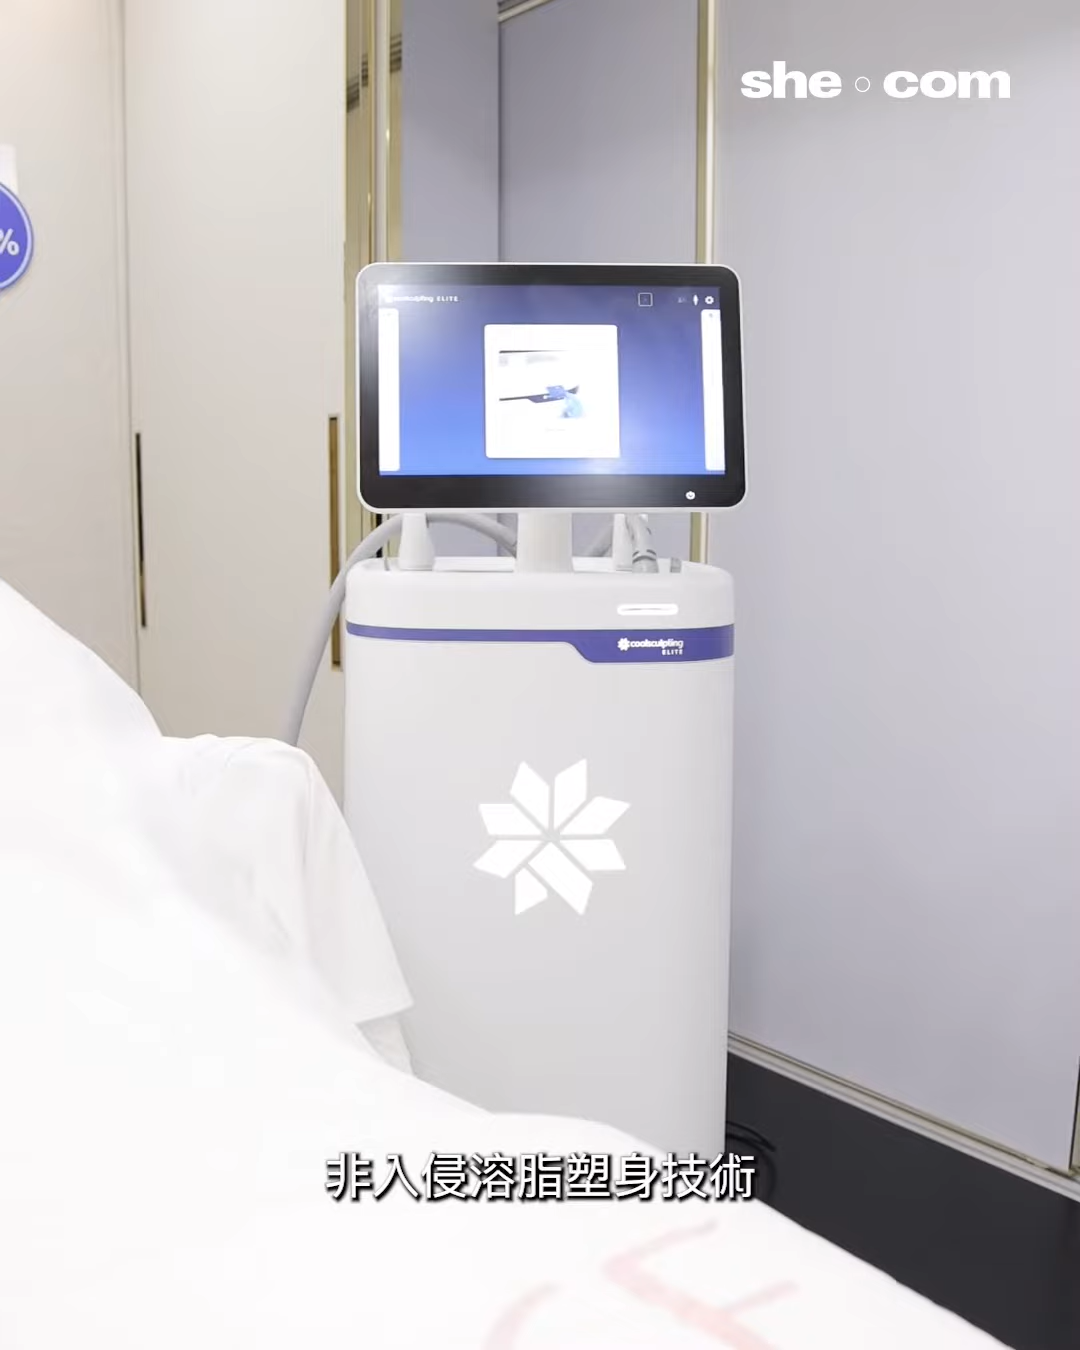 she.com
%
coolsculpting ELITE
coolsculpting
ELITE
非入侵溶脂塑身技術